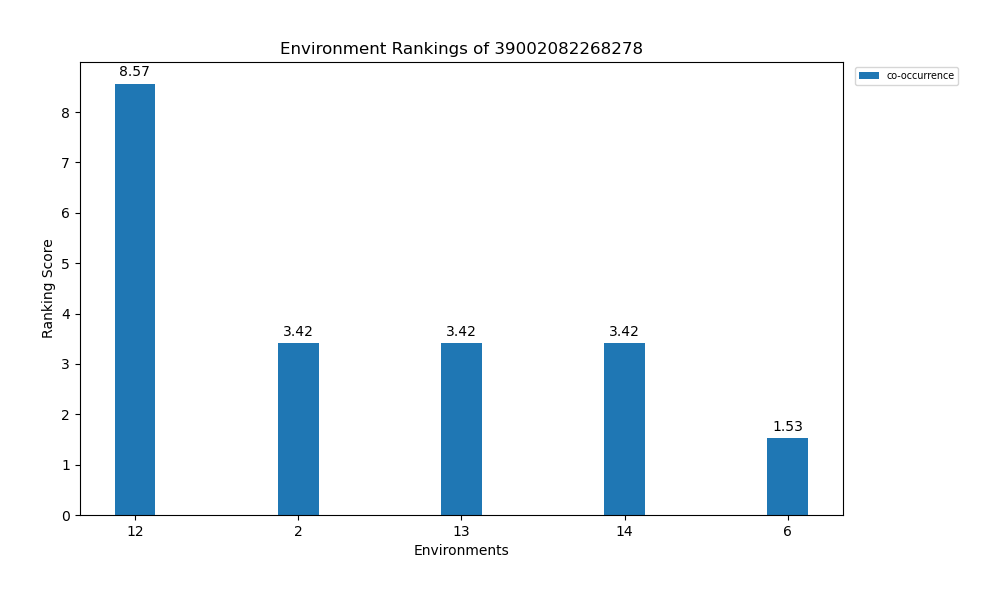 Environment Rankings of 39002082268278
co-occurrence
8.57
3.42
3.42
3.42
1.53
Ranking Score
8
7
6
5
4
3
2
1
0
12 2 13 14 6
Environments